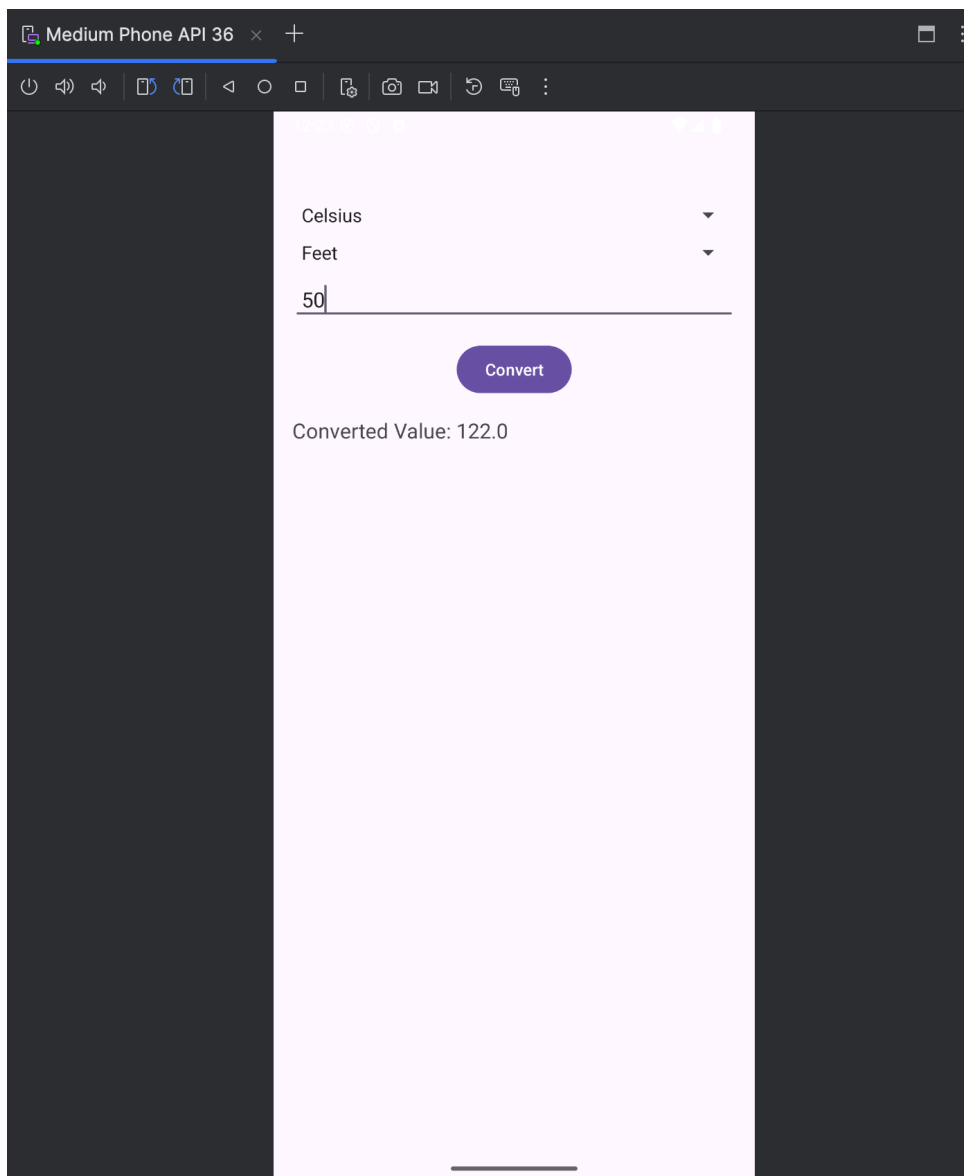 Medium Phone API 36
Celsius
Feet
50
Convert
Converted Value: 122.0